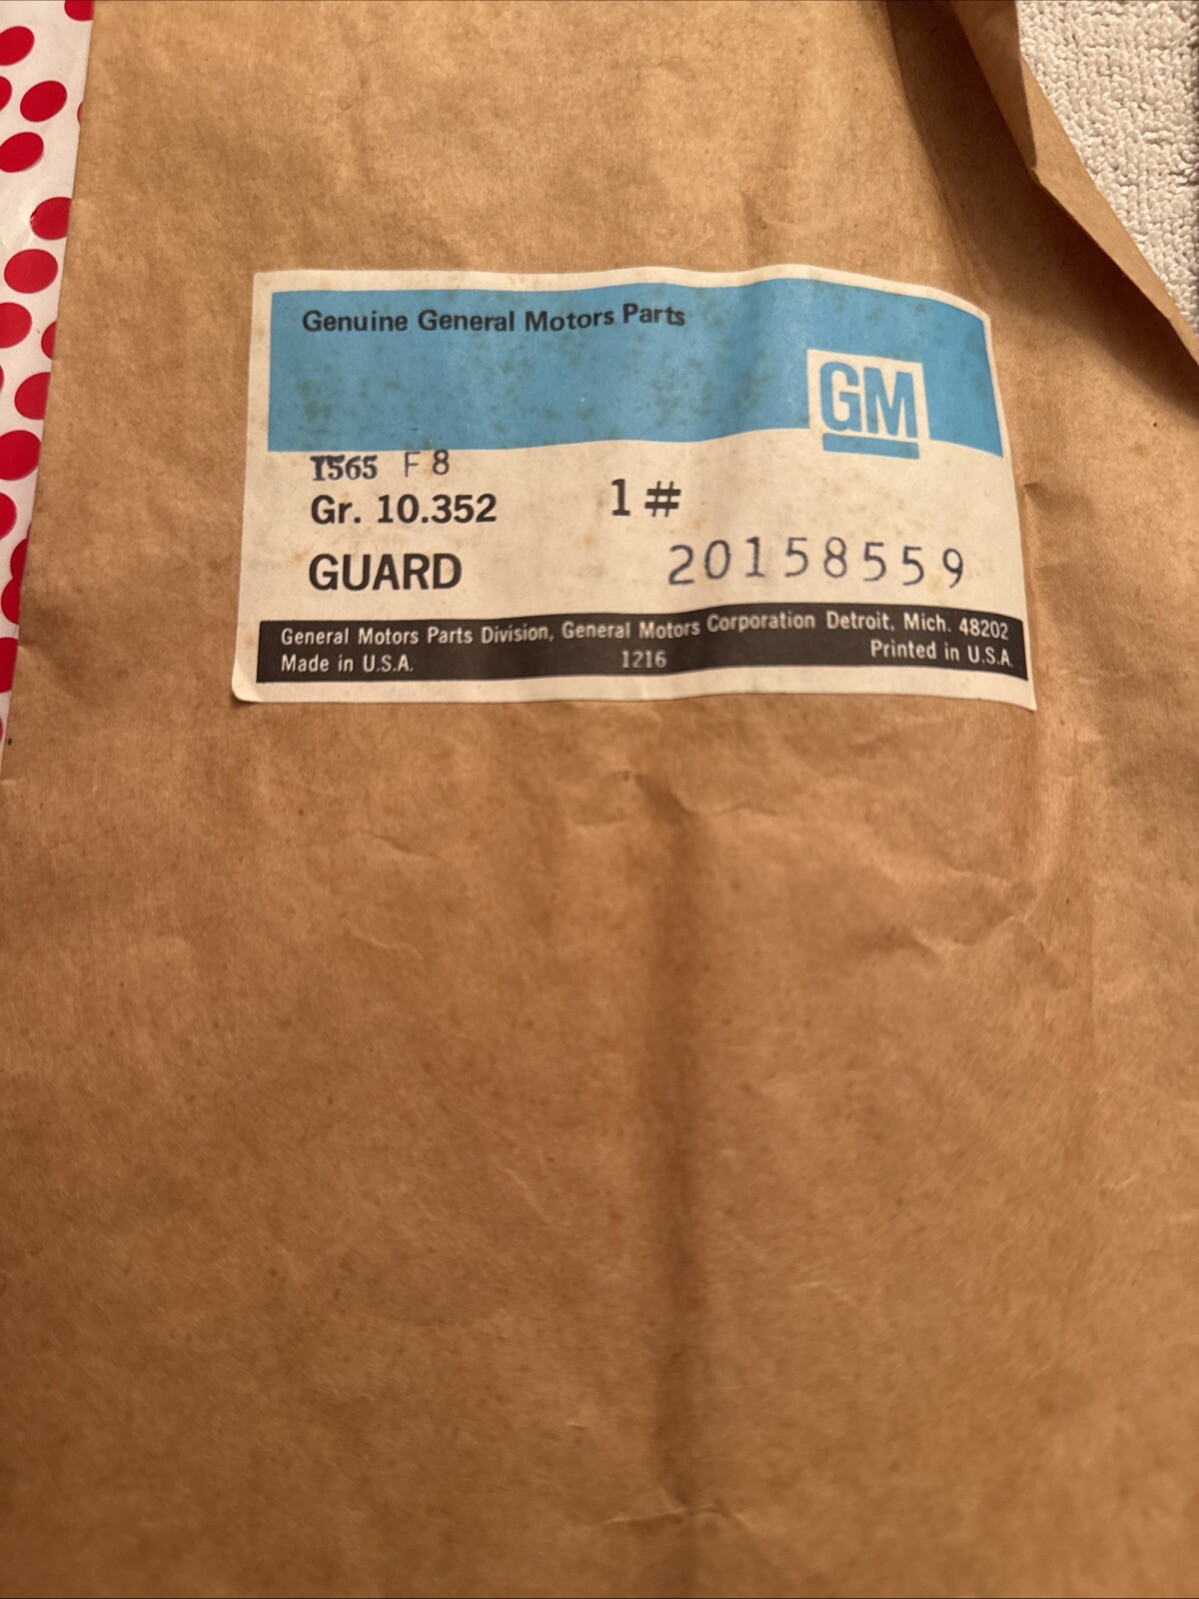 Genuine General Motors Parts
GM
1565 F 8
Gr. 10.352 1#
GUARD 20158559
General Motors Parts Division, General Motors Corporation Detroit, Mich. 48202
Made in U.S.A. 1216 Printed in U.S.A.